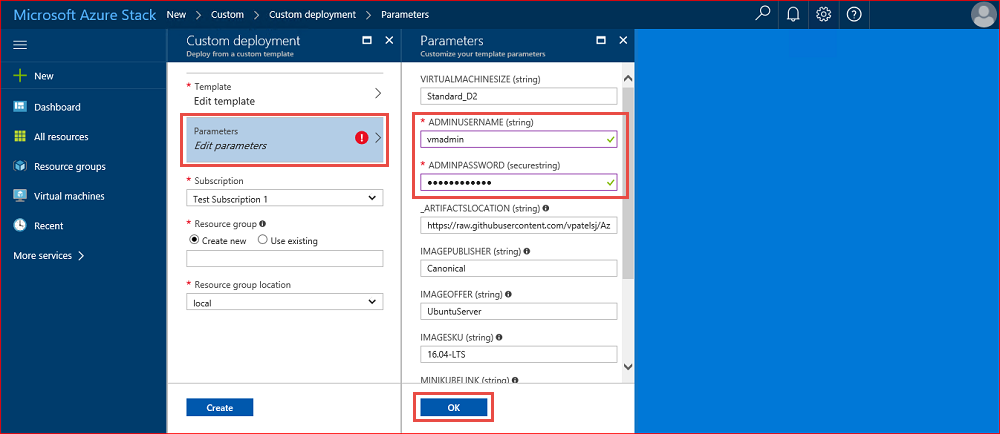 Microsoft Azure Stack New > Custom > Custom deployment > Parameters
New
Dashboard
All resources
Resource groups
Virtual machines
Recent
More services >
Custom deployment
Deploy from a custom template
* Template
Edit template
Parameters
Edit parameters
* Subscription
Test Subscription 1
* Resource group
Create new Use existing
* Resource group location
local
Create
Parameters
Customize your template parameters
VIRTUALMACHINESIZE (string)
Standard_D2
* ADMINUSERNAME (string)
vmadmin
* ADMINPASSWORD (securestring)
••••••••••••
_ARTIFACTSLOCATION (string)
https://raw.githubusercontent.com/vpatelsj/Az
IMAGEPUBLISHER (string)
Canonical
IMAGEOFFER (string)
UbuntuServer
IMAGESKU (string)
16.04-LTS
MINIKUBELINK (string)
OK